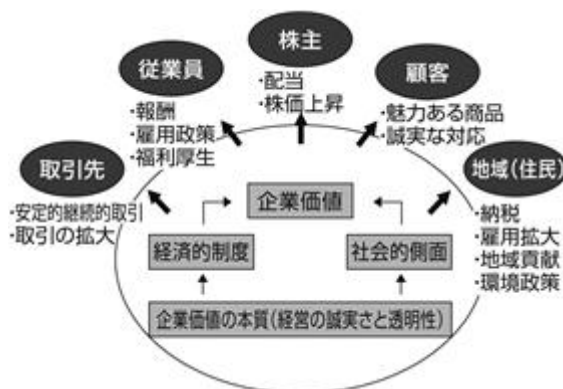 株主
・配当
・株価上昇
従業員
・報酬
・雇用政策
・福利厚生
顧客
・魅力ある商品
・誠実な対応
取引先
・安定的継続的取引
・取引の拡大
地域(住民)
・納税
・雇用拡大
・地域貢献
・環境政策
企業価値
経済的制度
社会的側面
企業価値の本質(経営の誠実さと透明性)